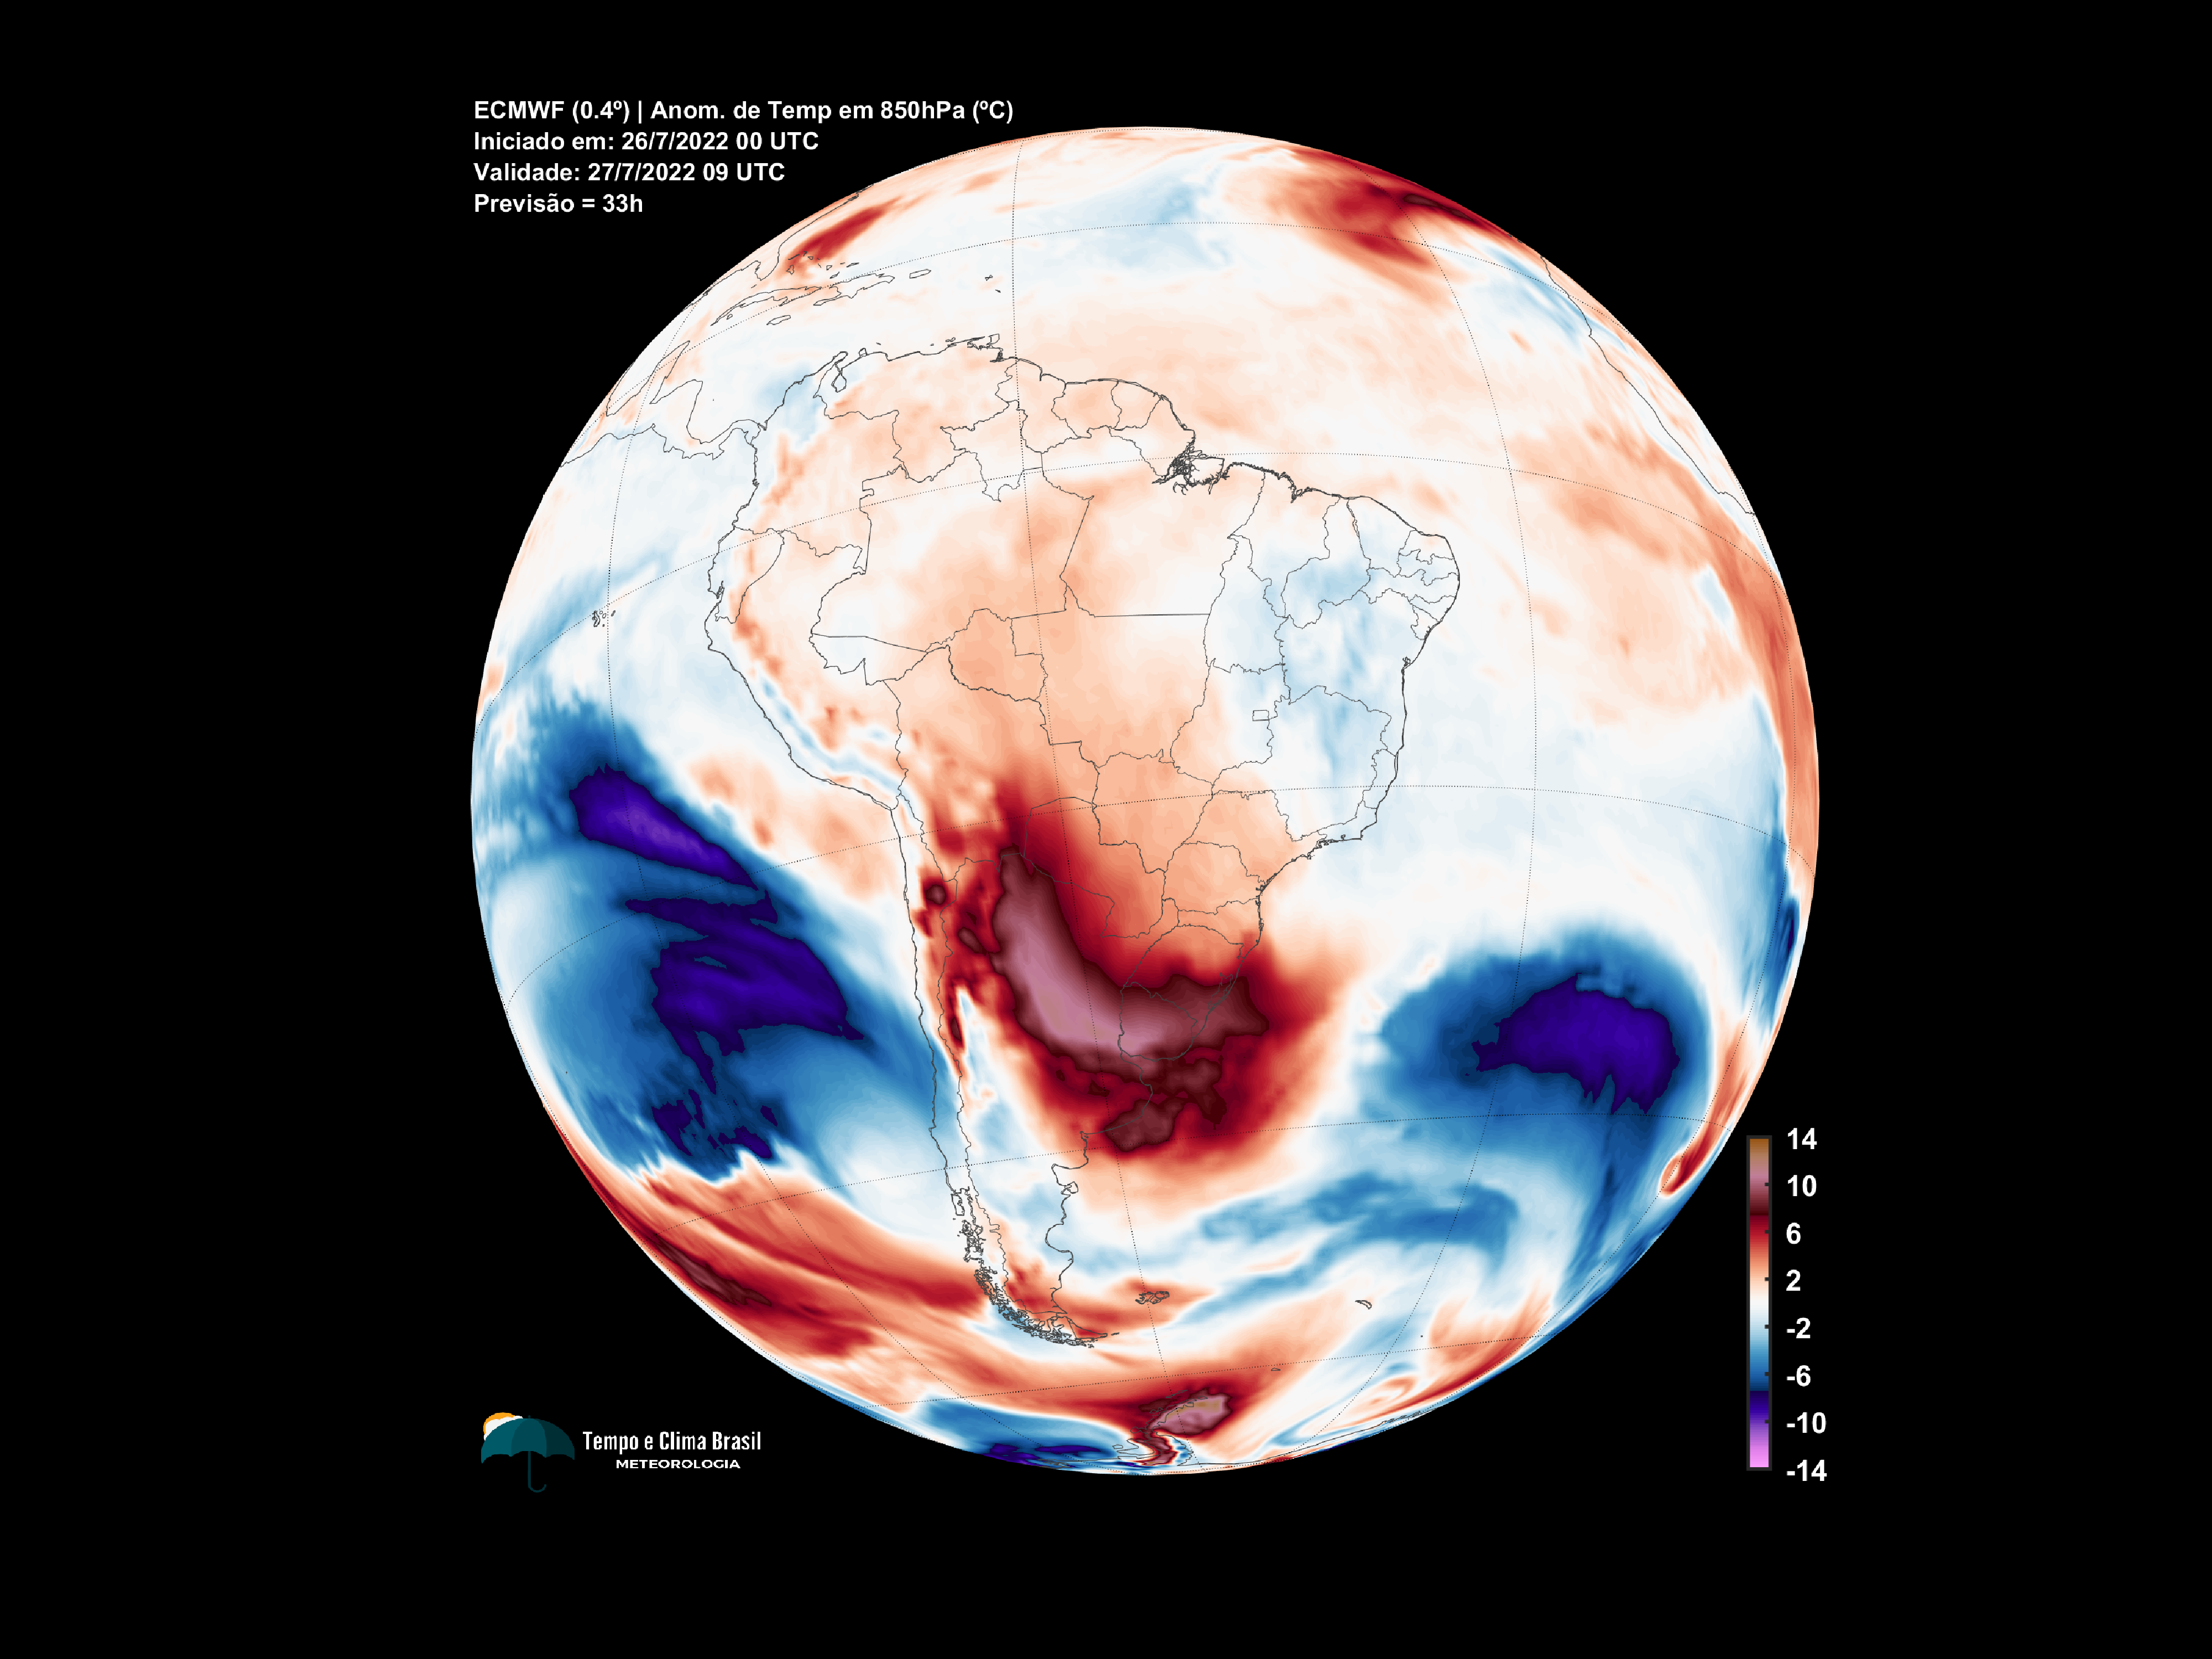 ECMWF (0.4º) | Anom. de Temp em 850hPa (ºC)
Iniciado em: 26/7/2022 00 UTC
Validade: 27/7/2022 09 UTC
Previsão = 33h
14
10
6
2
-2
-6
-10
-14
Tempo e Clima Brasil
METEOROLOGIA